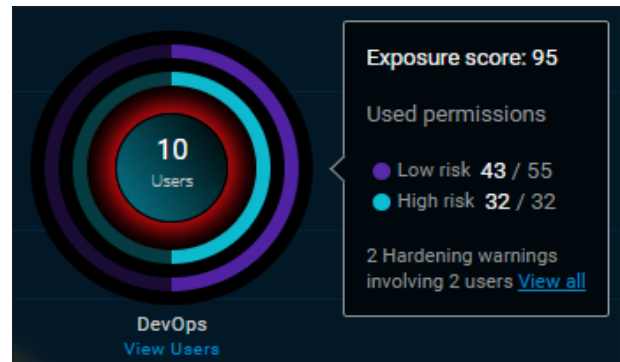 10
Users
DevOps
View Users
Exposure score: 95
Used permissions
Low risk 43 / 55
High risk 32 / 32
2 Hardening warnings
involving 2 users View all